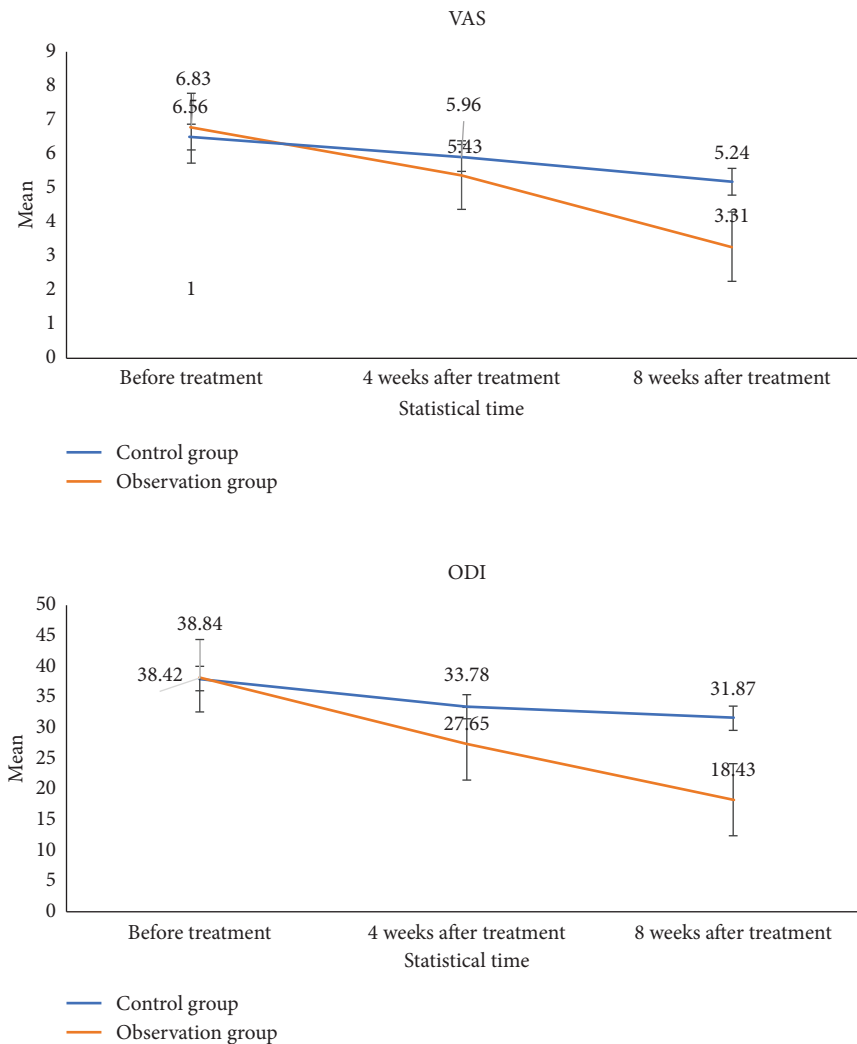 VAS
9
8
7
6
5
4
3
2
1
0
Mean
6.83
6.56
5.96
5.43
5.24
3.31
1
Before treatment
4 weeks after treatment
8 weeks after treatment
Statistical time
Control group
Observation group
ODI
50
45
40
35
30
25
20
15
10
5
0
Mean
38.84
38.42
33.78
27.65
31.87
18.43
Before treatment
4 weeks after treatment
8 weeks after treatment
Statistical time
Control group
Observation group